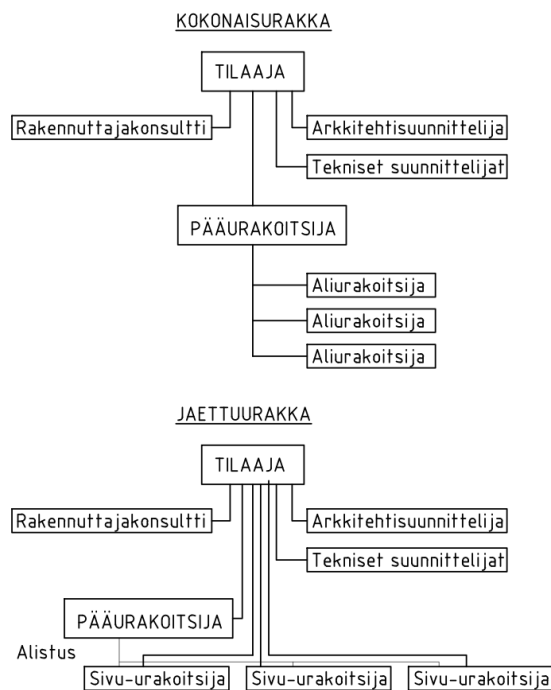 KOKONAISURAKKA
TILAAJA
Rakennuttajakonsultti
Arkkitehtisuunnittelija
Tekniset suunnittelijat
PÄÄURAKOITSIJA
Aliurakoitsija
Aliurakoitsija
Aliurakoitsija
JAETTUURAKKA
TILAAJA
Rakennuttajakonsultti
Arkkitehtisuunnittelija
Tekniset suunnittelijat
PÄÄURAKOITSIJA
Alistus
Sivu-urakoitsija
Sivu-urakoitsija
Sivu-urakoitsija